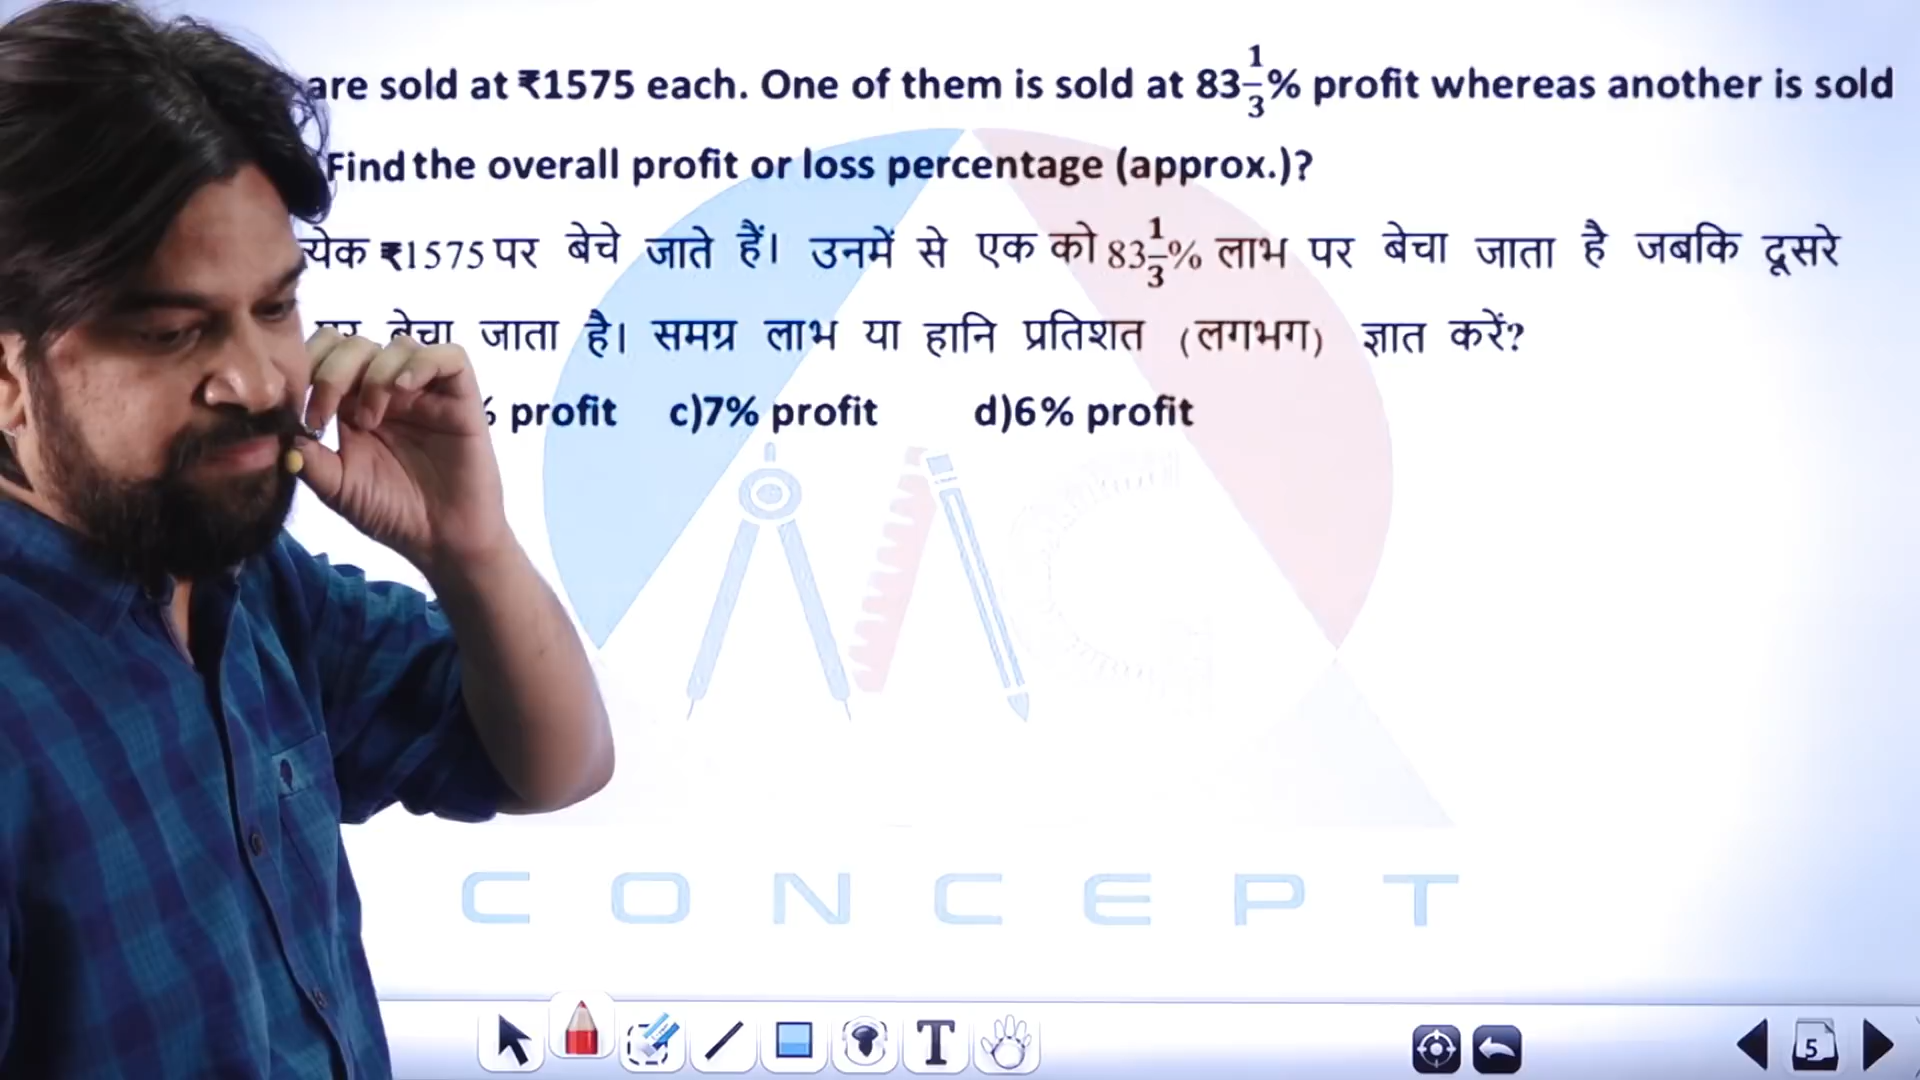 are sold at ₹1575 each. One of them is sold at 83 1/3% profit whereas another is sold
Find the overall profit or loss percentage (approx.)?
₹1575 पर बेचे जाते हैं। उनमें से एक को 83 1/3% लाभ पर बेचा जाता है जबकि दूसरे
पर बेचा जाता है। समग्र लाभ या हानि प्रतिशत (लगभग) ज्ञात करें?
% profit c)7% profit d)6% profit
CONCEPT
T 5